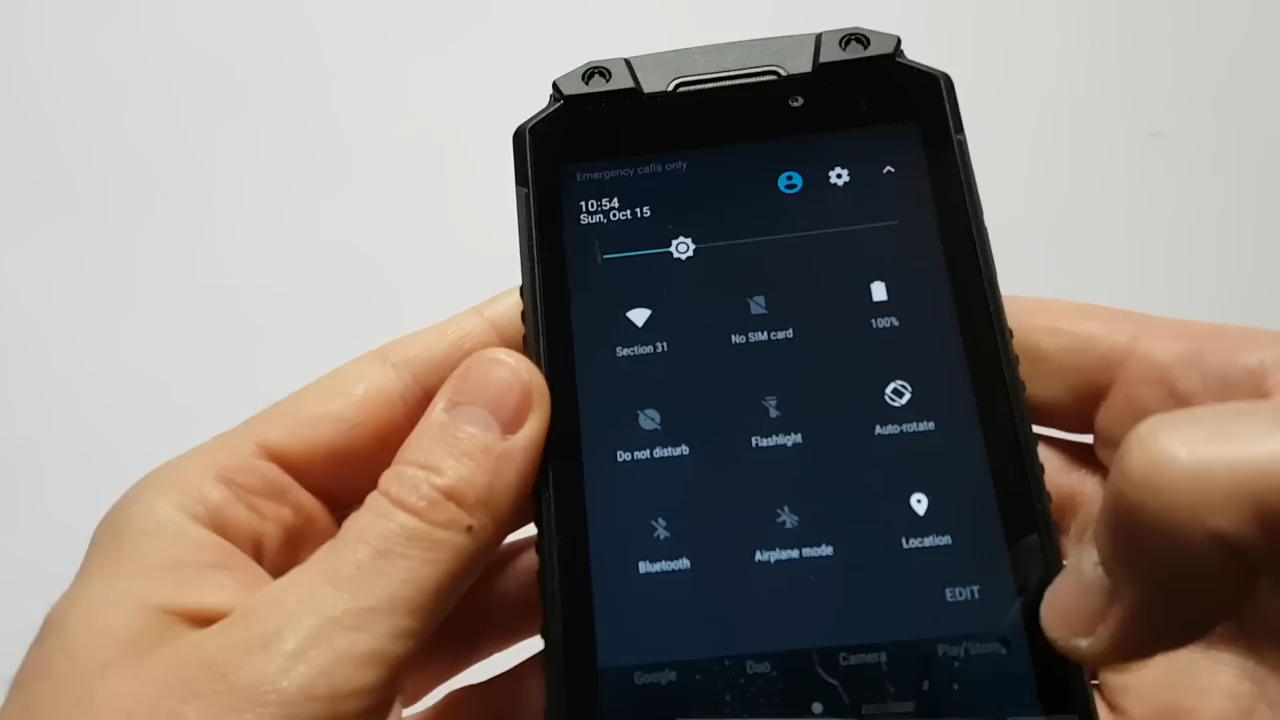 Emergency calls only
10:54
Sun, Oct 15
Section 31
No SIM card
100%
Do not disturb
Flashlight
Auto-rotate
Bluetooth
Airplane mode
Location
EDIT
Google
Duo
Camera
Play Store